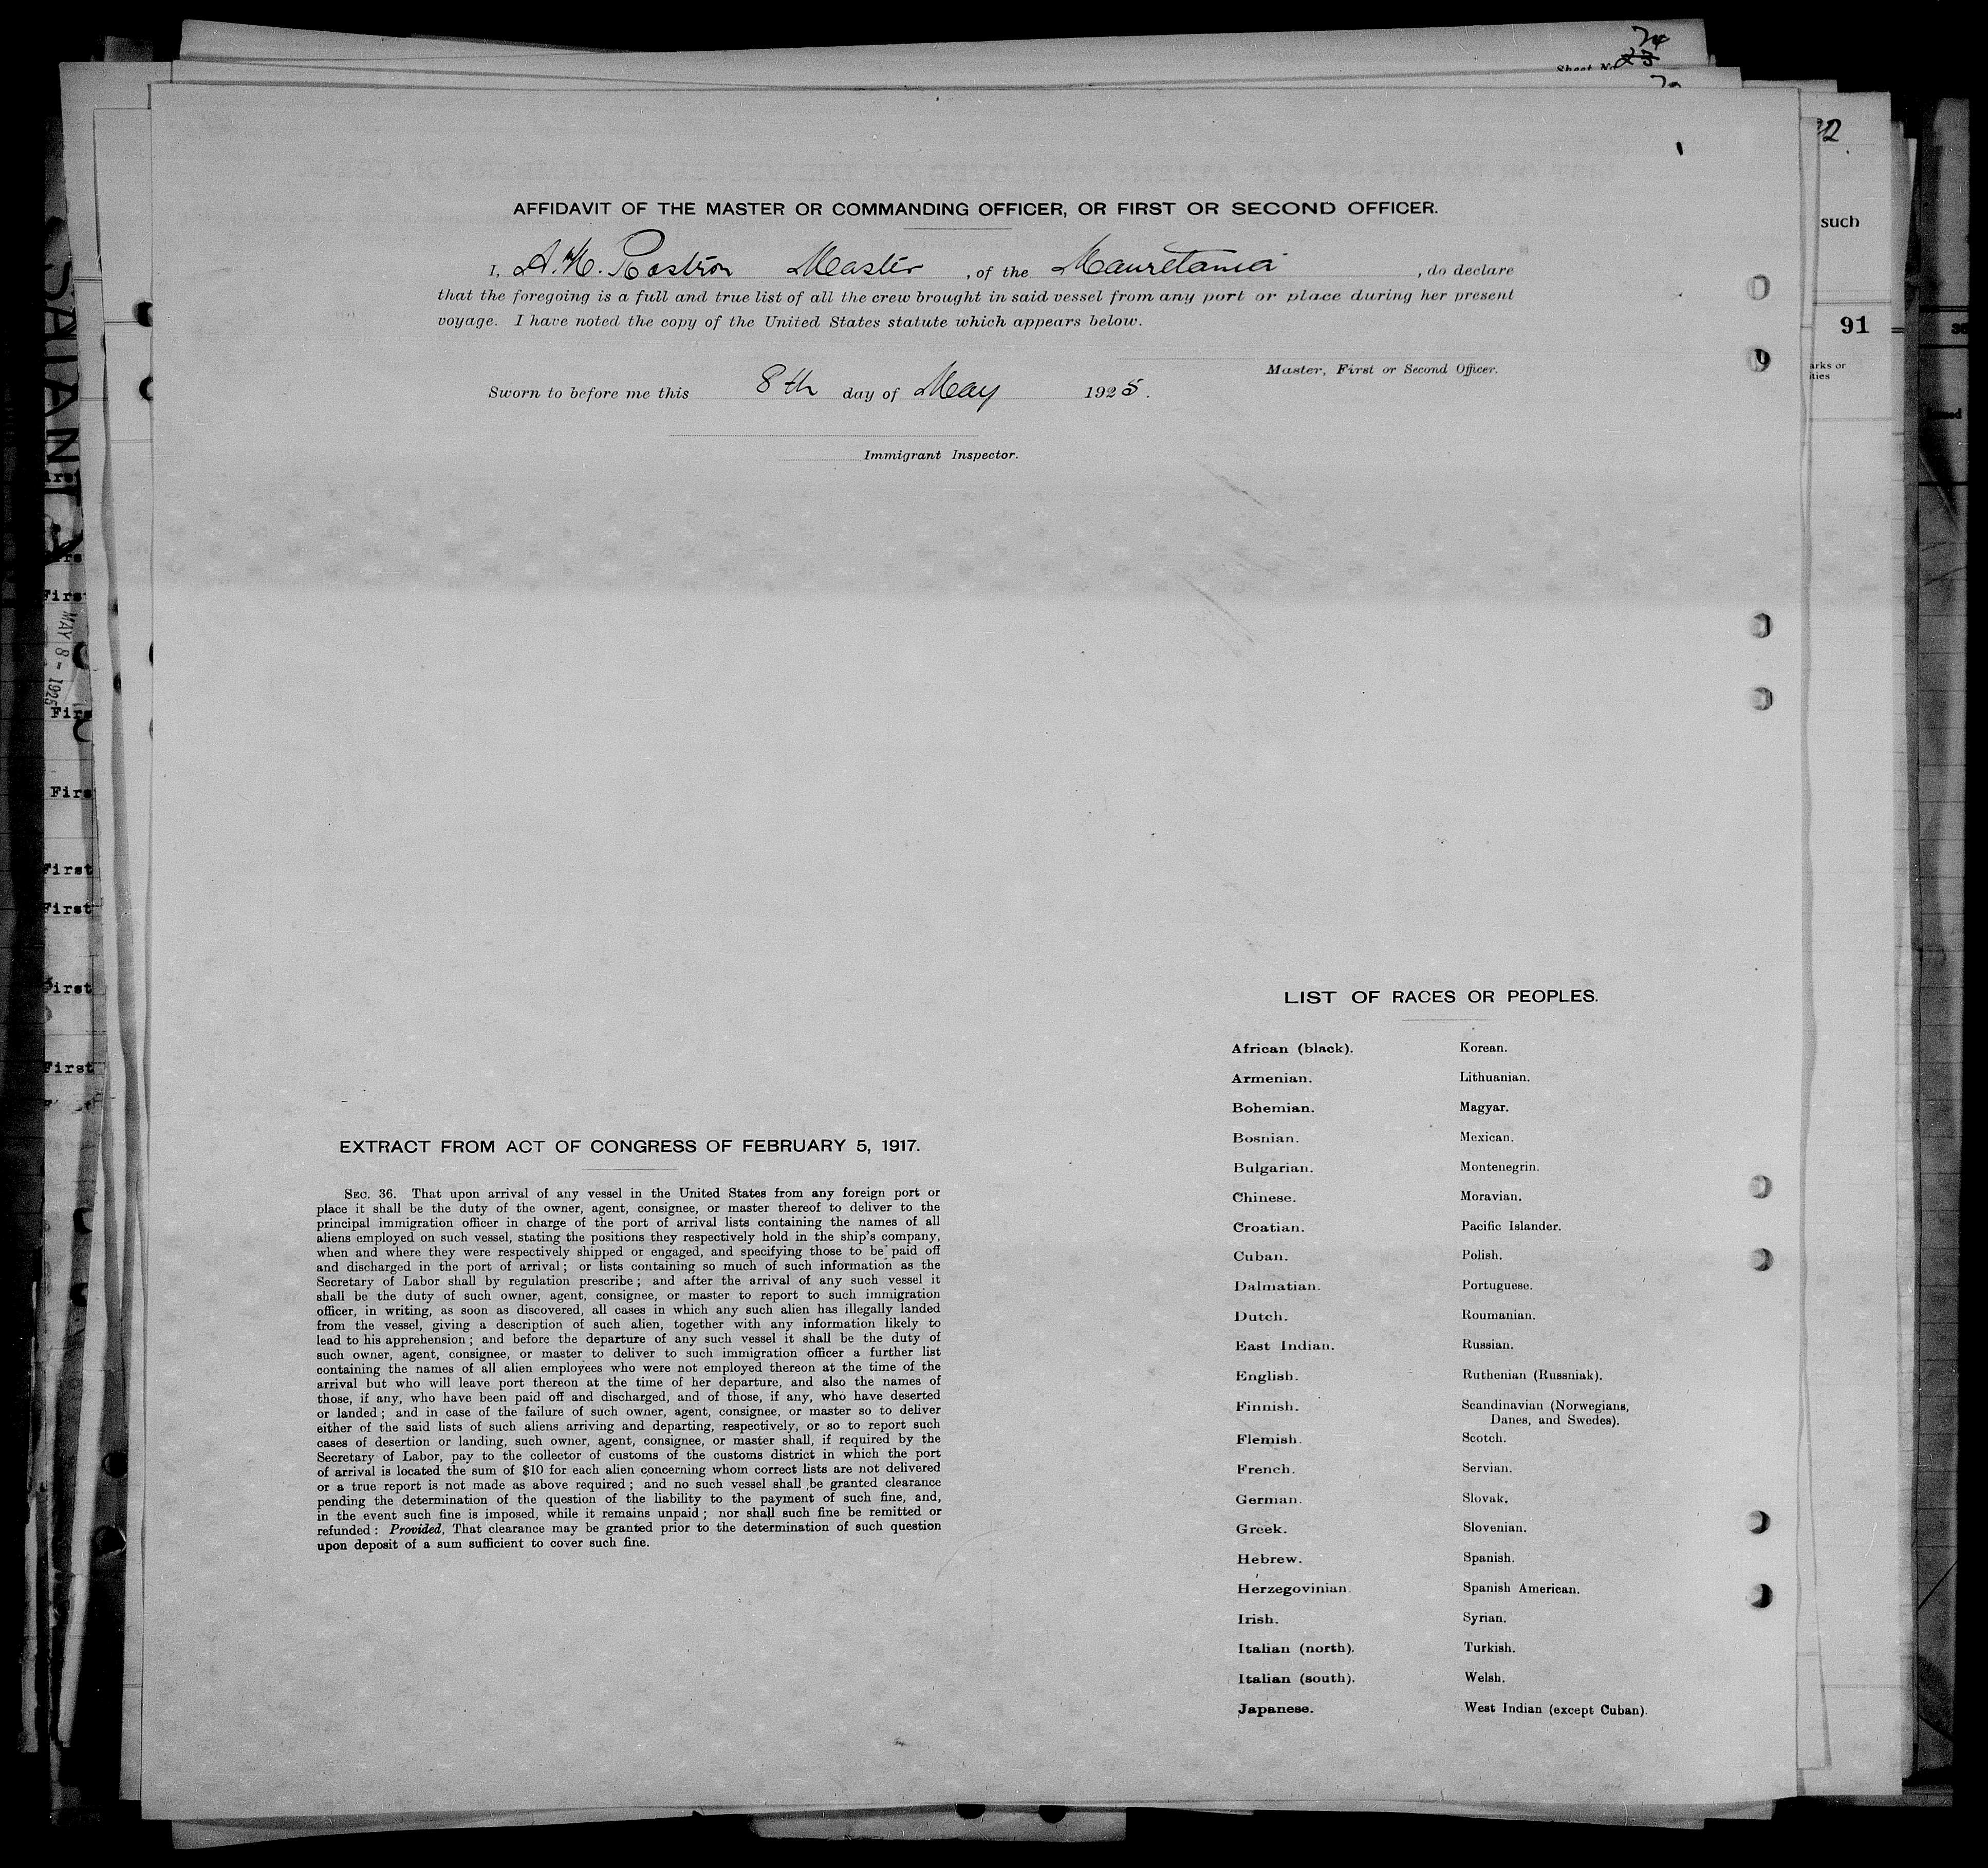 74
Sheet No. 23
72
such
91
arks or
ities
AFFIDAVIT OF THE MASTER OR COMMANDING OFFICER, OR FIRST OR SECOND OFFICER.
I, A. H. Rostron Master, of the Mauretania, do declare
that the foregoing is a full and true list of all the crew brought in said vessel from any port or place during her present
voyage. I have noted the copy of the United States statute which appears below.
Master, First or Second Officer.
Sworn to before me this 8th day of May 1925.
Immigrant Inspector.
First
MAY 8 - 1925
First
First
First
First
First
First
EXTRACT FROM ACT OF CONGRESS OF FEBRUARY 5, 1917.
SEC. 36. That upon arrival of any vessel in the United States from any foreign port or
place it shall be the duty of the owner, agent, consignee, or master thereof to deliver to the
principal immigration officer in charge of the port of arrival lists containing the names of all
aliens employed on such vessel, stating the positions they respectively hold in the ship's company,
when and where they were respectively shipped or engaged, and specifying those to be paid off
and discharged in the port of arrival; or lists containing so much of such information as the
Secretary of Labor shall by regulation prescribe; and after the arrival of any such vessel it
shall be the duty of such owner, agent, consignee, or master to report to such immigration
officer, in writing, as soon as discovered, all cases in which any such alien has illegally landed
from the vessel, giving a description of such alien, together with any information likely to
lead to his apprehension; and before the departure of any such vessel it shall be the duty of
such owner, agent, consignee, or master to deliver to such immigration officer a further list
containing the names of all alien employees who were not employed thereon at the time of the
arrival but who will leave port thereon at the time of her departure, and also the names of
those, if any, who have been paid off and discharged, and of those, if any, who have deserted
or landed; and in case of the failure of such owner, agent, consignee, or master so to deliver
either of the said lists of such aliens arriving and departing, respectively, or so to report such
cases of desertion or landing, such owner, agent, consignee, or master shall, if required by the
Secretary of Labor, pay to the collector of customs of the customs district in which the port
of arrival is located the sum of $10 for each alien concerning whom correct lists are not delivered
or a true report is not made as above required; and no such vessel shall be granted clearance
pending the determination of the question of the liability to the payment of such fine, and,
in the event such fine is imposed, while it remains unpaid; nor shall such fine be remitted or
refunded: Provided, That clearance may be granted prior to the determination of such question
upon deposit of a sum sufficient to cover such fine.
LIST OF RACES OR PEOPLES.
African (black).
Armenian.
Bohemian.
Bosnian.
Bulgarian.
Chinese.
Croatian.
Cuban.
Dalmatian.
Dutch.
East Indian.
English.
Finnish.
Flemish.
French.
German.
Greek.
Hebrew.
Herzegovinian.
Irish.
Italian (north).
Italian (south).
Japanese.
Korean.
Lithuanian.
Magyar.
Mexican.
Montenegrin.
Moravian.
Pacific Islander.
Polish.
Portuguese.
Roumanian.
Russian.
Ruthenian (Russniak).
Scandinavian (Norwegians,
Danes, and Swedes).
Scotch.
Servian.
Slovak.
Slovenian.
Spanish.
Spanish American.
Syrian.
Turkish.
Welsh.
West Indian (except Cuban).